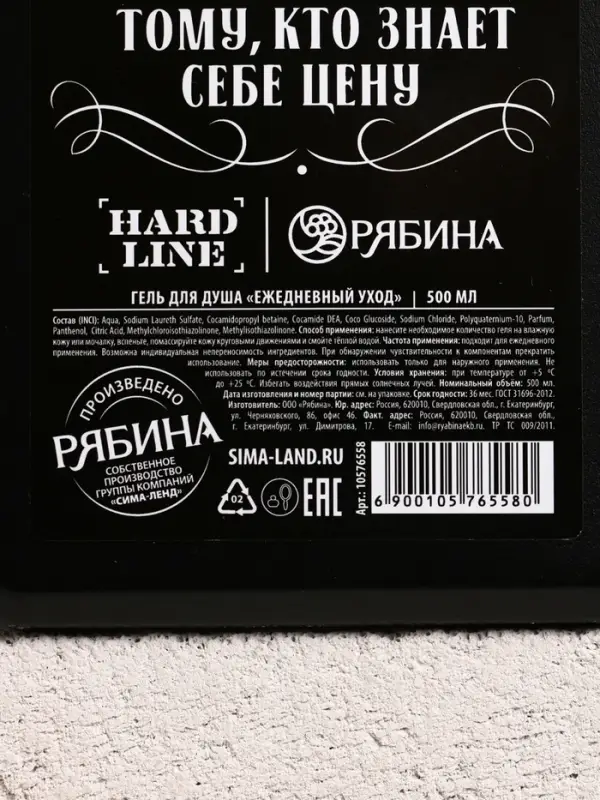 ТОМУ, КТО ЗНАЕТ
СЕБЕ ЦЕНУ
HARD
LINE
РЯБИНА
ГЕЛЬ ДЛЯ ДУША «ЕЖЕДНЕВНЫЙ УХОД» | 500 МЛ
Состав (INCI): Aqua, Sodium Laureth Sulfate, Cocamidopropyl betaine, Cocamide DEA, Coco Glucoside, Sodium Chloride, Polyquaternium-10, Parfum,
Panthenol, Citric Acid, Methylchloroisothiazolinone, Methylisothiazolinone. Способ применения: нанесите необходимое количество геля на влажную
кожу или мочалку, вспеньте, помассируйте кожу круговыми движениями и смойте тёплой водой. Частота применения: подходит для ежедневного
применения. Возможна индивидуальная непереносимость ингредиентов. При обнаружении чувствительности к компонентам прекратить
использование. Меры предосторожности: использовать только для наружного применения. Не
использовать по истечении срока годности. Условия хранения: при температуре от +5 °C
до +25 °C. Избегать воздействия прямых солнечных лучей. Номинальный объём: 500 мл.
Дата изготовления и номер партии: см. на упаковке. Срок годности: 36 мес. ГОСТ 31696-2012.
Изготовитель: ООО «Рябина». Юр. адрес: Россия, 620010, Свердловская обл., г. Екатеринбург,
ул. Черняховского, 86, офис 46. Факт. адрес: Россия, 620010, Свердловская обл.,
г. Екатеринбург, ул. Димитрова, 17. E-mail: info@ryabinaekb.ru. ТР ТС 009/2011.
ПРОИЗВЕДЕНО
РЯБИНА
СОБСТВЕННОЕ
ПРОИЗВОДСТВО
ГРУППЫ КОМПАНИЙ
«СИМА-ЛЕНД»
SIMA-LAND.RU
02
EAC
Арт.: 10576558
6 900105 765580